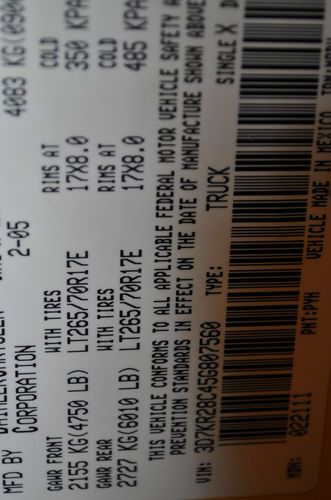 MFD BY
CORPORATION 2-05 4083 KG(090
GAWR FRONT WITH TIRES RIMS AT COLD
2155 KG(4750 LB) LT265/70R17E 17X8.0 350 KPA
GAWR REAR WITH TIRES RIMS AT COLD
2727 KG(6010 LB) LT265/70R17E 17X8.0 485 KPA
THIS VEHICLE CONFORMS TO ALL APPLICABLE FEDERAL MOTOR VEHICLE SAFETY A
PREVENTION STANDARDS IN EFFECT ON THE DATE OF MANUFACTURE SHOWN ABOVE
VIN: 3D7KR28C45G807560 TYPE: TRUCK SINGLE X D
MDH: 022111 PNT:PYH VEHICLE MADE IN MEXICO